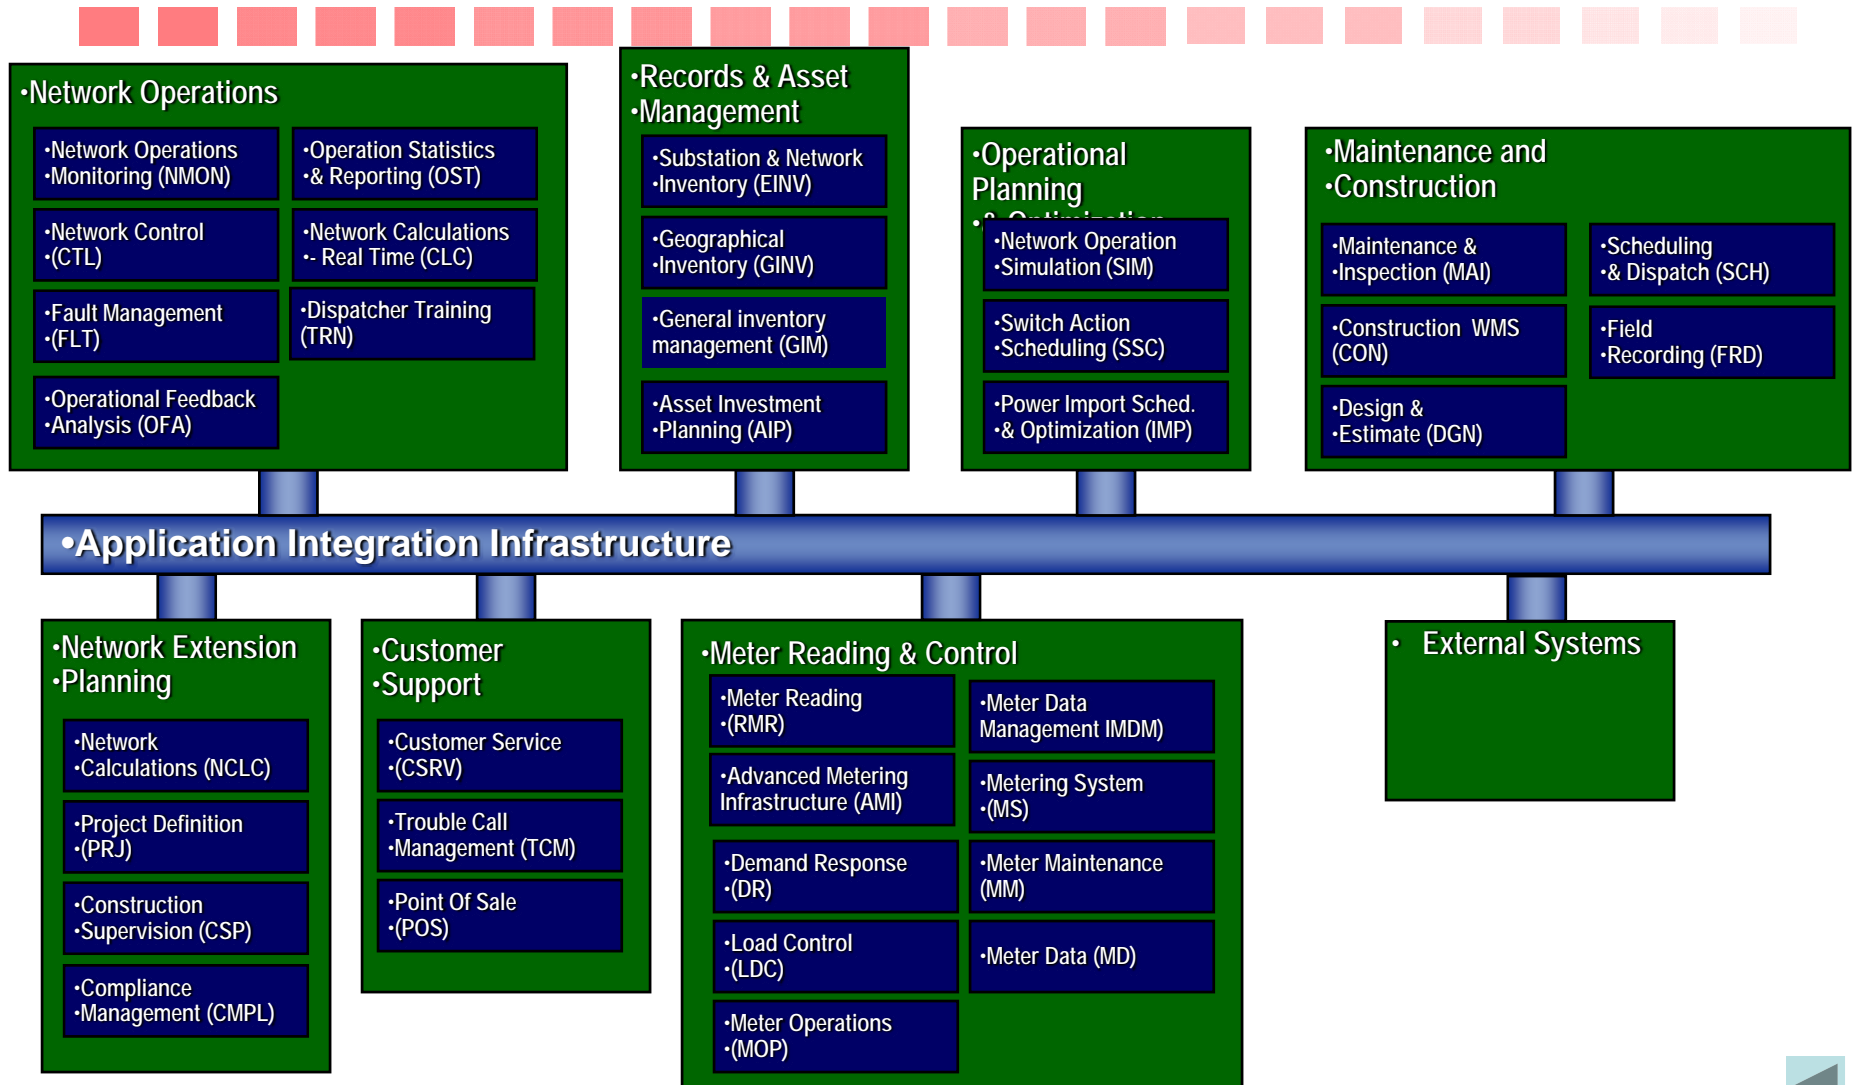 •Network Operations
•Network Operations
•Monitoring (NMON)
•Operation Statistics
•& Reporting (OST)
•Network Control
•(CTL)
•Network Calculations
•- Real Time (CLC)
•Fault Management
•(FLT)
•Dispatcher Training
(TRN)
•Operational Feedback
•Analysis (OFA)
•Records & Asset
•Management
•Substation & Network
•Inventory (EINV)
•Geographical
•Inventory (GINV)
•General inventory
management (GIM)
•Asset Investment
•Planning (AIP)
•Operational
Planning
•& Optimization
•Network Operation
•Simulation (SIM)
•Switch Action
•Scheduling (SSC)
•Power Import Sched.
•& Optimization (IMP)
•Maintenance and
•Construction
•Maintenance &
•Inspection (MAI)
•Scheduling
•& Dispatch (SCH)
•Construction WMS
(CON)
•Field
•Recording (FRD)
•Design &
•Estimate (DGN)
•Application Integration Infrastructure
•Network Extension
•Planning
•Network
•Calculations (NCLC)
•Project Definition
•(PRJ)
•Construction
•Supervision (CSP)
•Compliance
•Management (CMPL)
•Customer
•Support
•Customer Service
•(CSRV)
•Trouble Call
•Management (TCM)
•Point Of Sale
•(POS)
•Meter Reading & Control
•Meter Reading
•(RMR)
•Meter Data
Management IMDM)
•Advanced Metering
Infrastructure (AMI)
•Metering System
•(MS)
•Demand Response
•(DR)
•Meter Maintenance
(MM)
•Load Control
•(LDC)
•Meter Data (MD)
•Meter Operations
•(MOP)
• External Systems